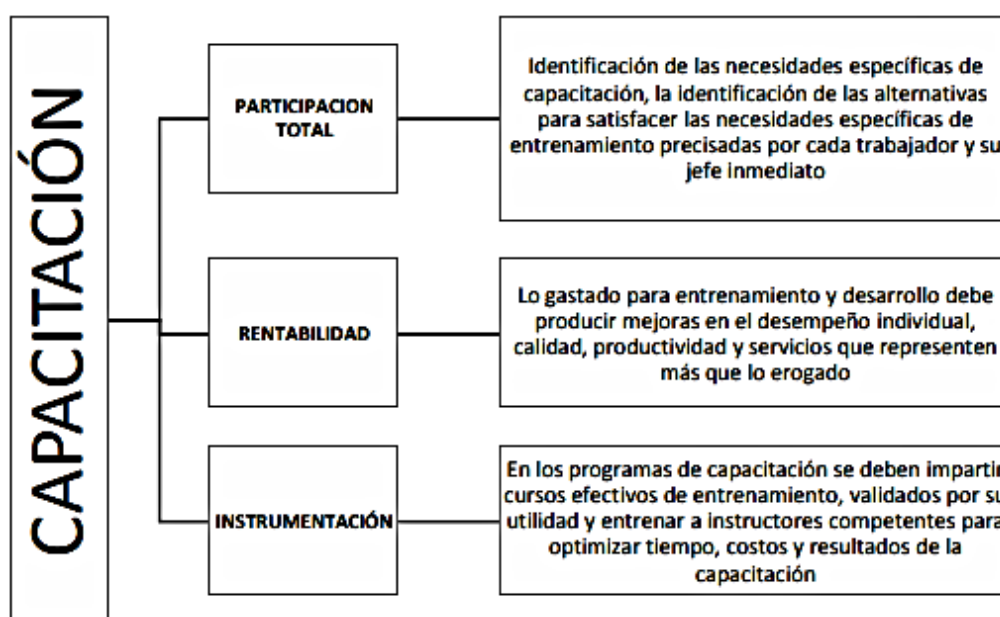 CAPACITACIÓN
PARTICIPACION
TOTAL
Identificación de las necesidades específicas de
capacitación, la identificación de las alternativas
para satisfacer las necesidades específicas de
entrenamiento precisadas por cada trabajador y su
jefe inmediato
RENTABILIDAD
Lo gastado para entrenamiento y desarrollo debe
producir mejoras en el desempeño individual,
calidad, productividad y servicios que representen
más que lo erogado
INSTRUMENTACIÓN
En los programas de capacitación se deben impartir
cursos efectivos de entrenamiento, validados por su
utilidad y entrenar a instructores competentes para
optimizar tiempo, costos y resultados de la
capacitación